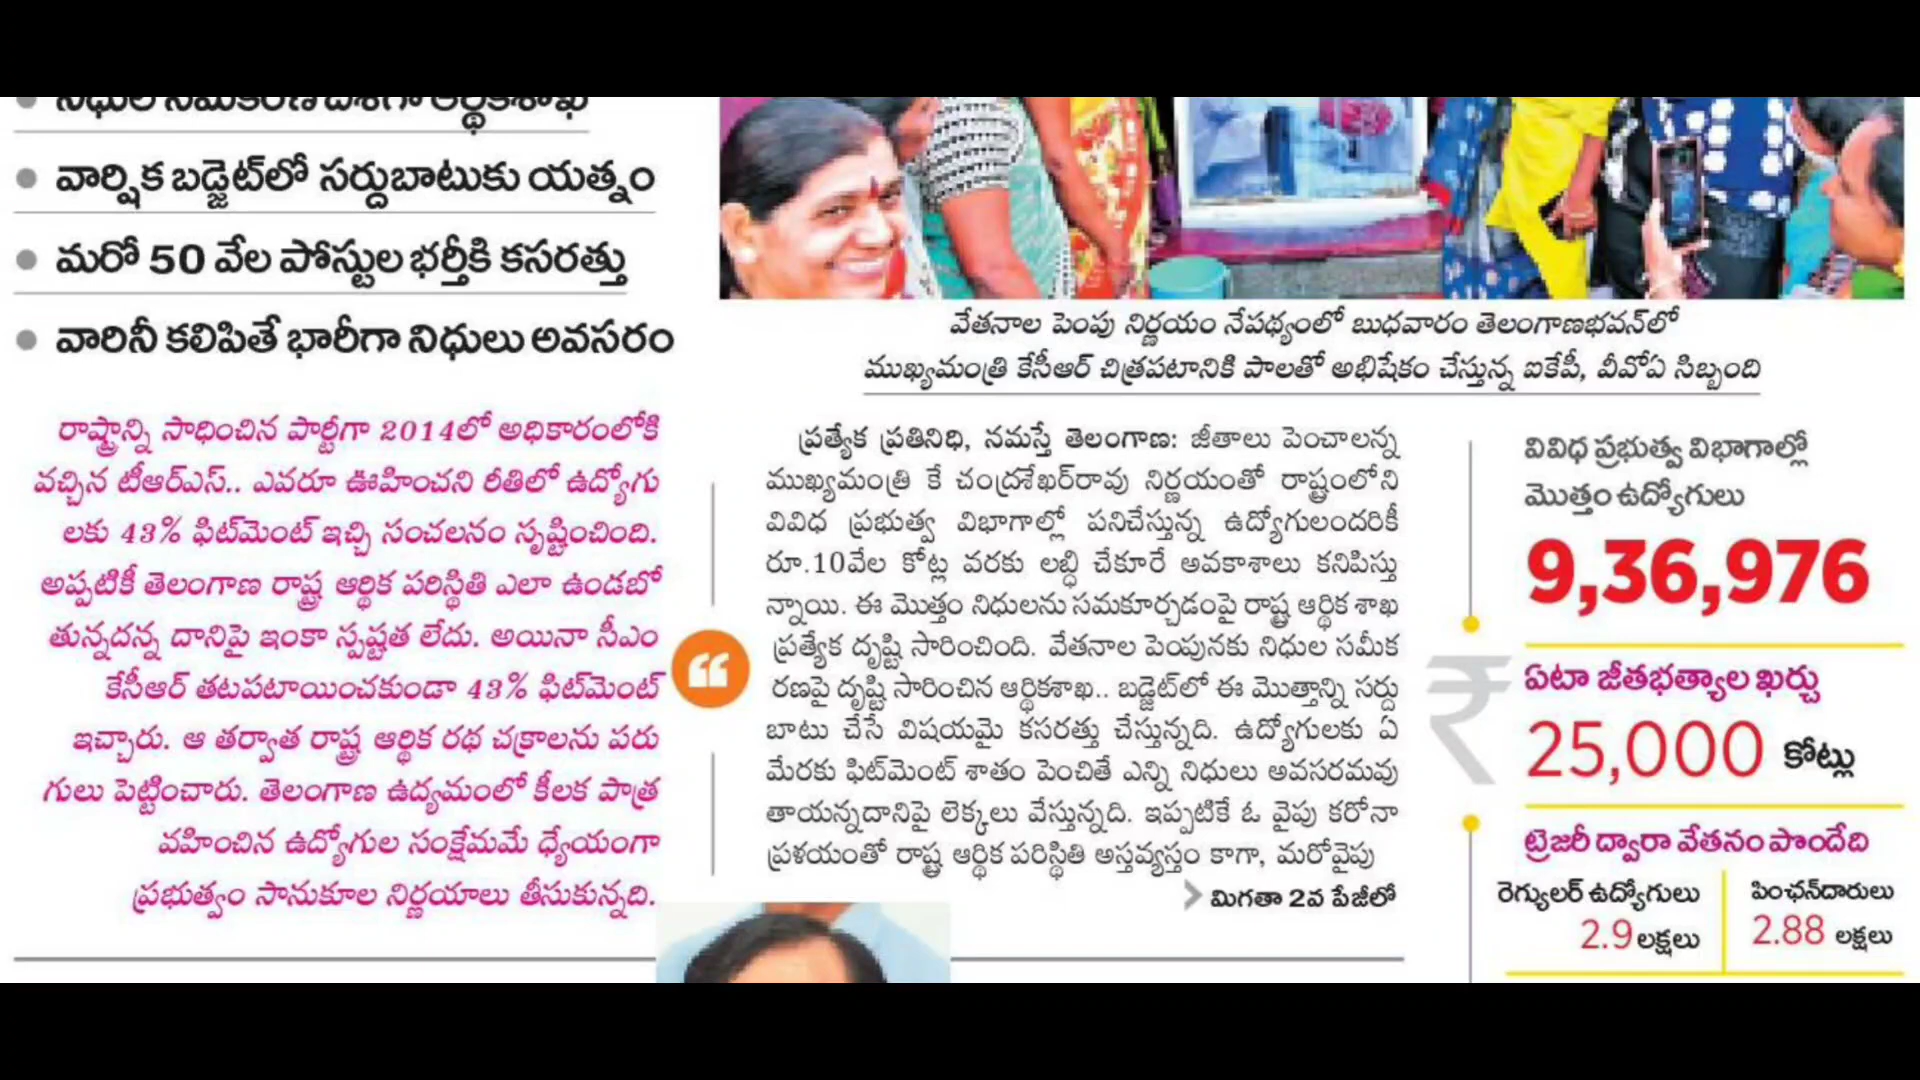 నిధుల సమీకరణ దిశగా ఆర్థికశాఖ
వార్షిక బడ్జెట్‌లో సర్దుబాటుకు యత్నం
మరో 50 వేల పోస్టుల భర్తీకి కసరత్తు
వారినీ కలిపితే భారీగా నిధులు అవసరం
రాష్ట్రాన్ని సాధించిన పార్టీగా 2014లో అధికారంలోకి
వచ్చిన టీఆర్ఎస్.. ఎవరూ ఊహించని రీతిలో ఉద్యోగు
లకు 43% ఫిట్‌మెంట్ ఇచ్చి సంచలనం సృష్టించింది.
అప్పటికీ తెలంగాణ రాష్ట్ర ఆర్థిక పరిస్థితి ఎలా ఉండబో
తున్నదన్న దానిపై ఇంకా స్పష్టత లేదు. అయినా సీఎం
కేసీఆర్ తటపటాయించకుండా 43% ఫిట్‌మెంట్
ఇచ్చారు. ఆ తర్వాత రాష్ట్ర ఆర్థిక రథ చక్రాలను పరు
గులు పెట్టించారు. తెలంగాణ ఉద్యమంలో కీలక పాత్ర
వహించిన ఉద్యోగుల సంక్షేమమే ధ్యేయంగా
ప్రభుత్వం సానుకూల నిర్ణయాలు తీసుకున్నది.
వేతనాల పెంపు నిర్ణయం నేపథ్యంలో బుధవారం తెలంగాణభవన్‌లో
ముఖ్యమంత్రి కేసీఆర్ చిత్రపటానికి పాలతో అభిషేకం చేస్తున్న ఐకేపీ, వీవోఏ సిబ్బంది
ప్రత్యేక ప్రతినిధి, నమస్తే తెలంగాణ: జీతాలు పెంచాలన్న
ముఖ్యమంత్రి కే చంద్రశేఖర్‌రావు నిర్ణయంతో రాష్ట్రంలోని
వివిధ ప్రభుత్వ విభాగాల్లో పనిచేస్తున్న ఉద్యోగులందరికీ
రూ.10వేల కోట్ల వరకు లబ్ధి చేకూరే అవకాశాలు కనిపిస్తు
న్నాయి. ఈ మొత్తం నిధులను సమకూర్చడంపై రాష్ట్ర ఆర్థిక శాఖ
ప్రత్యేక దృష్టి సారించింది. వేతనాల పెంపునకు నిధుల సమీక
రణపై దృష్టి సారించిన ఆర్థికశాఖ.. బడ్జెట్‌లో ఈ మొత్తాన్ని సర్దు
బాటు చేసే విషయమై కసరత్తు చేస్తున్నది. ఉద్యోగులకు ఏ
మేరకు ఫిట్‌మెంట్ శాతం పెంచితే ఎన్ని నిధులు అవసరమవు
తాయన్నదానిపై లెక్కలు వేస్తున్నది. ఇప్పటికే ఓ వైపు కరోనా
ప్రళయంతో రాష్ట్ర ఆర్థిక పరిస్థితి అస్తవ్యస్తం కాగా, మరోవైపు
మిగతా 2వ పేజీలో
వివిధ ప్రభుత్వ విభాగాల్లో
మొత్తం ఉద్యోగులు
9,36,976
ఏటా జీతభత్యాల ఖర్చు
₹ 25,000 కోట్లు
ట్రెజరీ ద్వారా వేతనం పొందేది
రెగ్యులర్ ఉద్యోగులు
2.9 లక్షలు
పింఛన్‌దారులు
2.88 లక్షలు